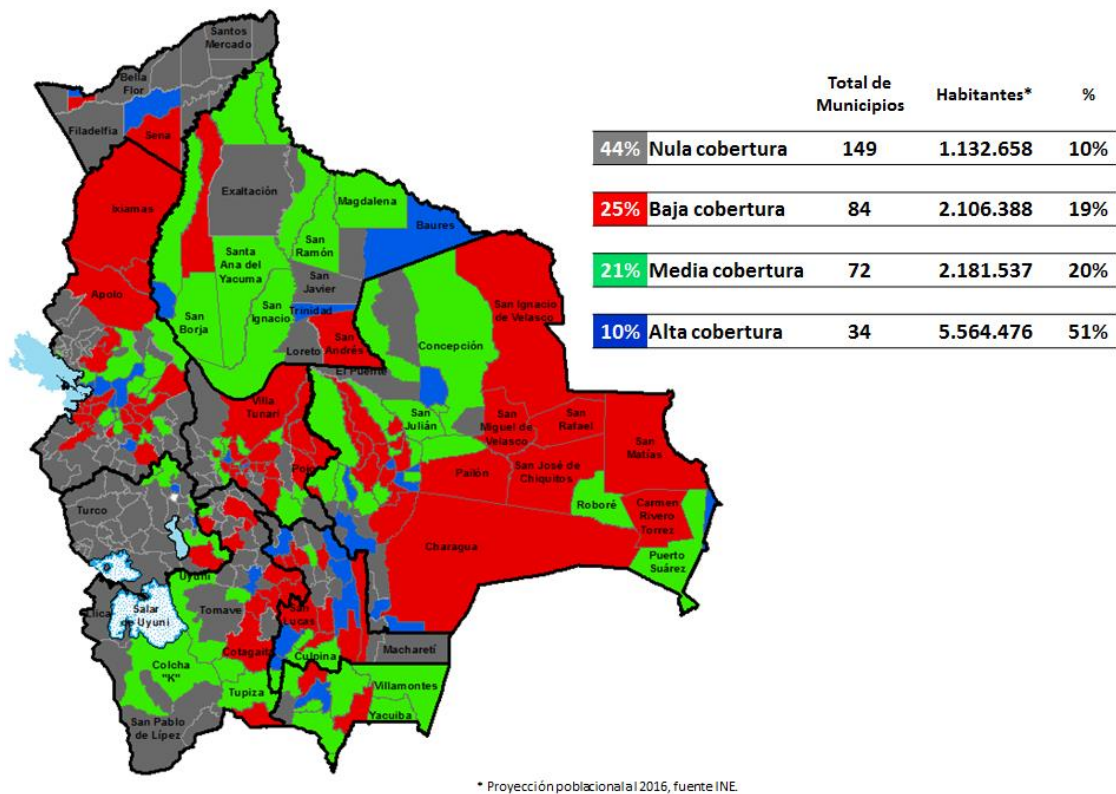 Santos
Mercado
Bella
Flor
Filadelfia
Sena
Ixiamas
Exaltación
Magdalena
Baures
San
Ramón
Santa
Ana del
Yacuma
San
Javier
Apolo
San
Borja
San
Ignacio
Trinidad
San Ignacio
de Velasco
Loreto
San
Andrés
Concepción
El Puente
Villa
Tunari
San
Julián
San
Miguel de
Velasco
San
Rafael
San
Matías
Pailón
San José de
Chiquitos
Turco
Roboré
Carmen
Rivero
Torrez
Charagua
Puerto
Suárez
Uyuni
Tomave
Llica
Salar
de Uyuni
San
Lucas
Cotagaita
Culpina
Macharetí
Colcha
"K"
Tupiza
Villamontes
Yacuiba
San Pablo
de Lípez
Total de
Municipios Habitantes* %
44% Nula cobertura 149 1.132.658 10%
25% Baja cobertura 84 2.106.388 19%
21% Media cobertura 72 2.181.537 20%
10% Alta cobertura 34 5.564.476 51%
* Proyección poblacional al 2016, fuente INE.